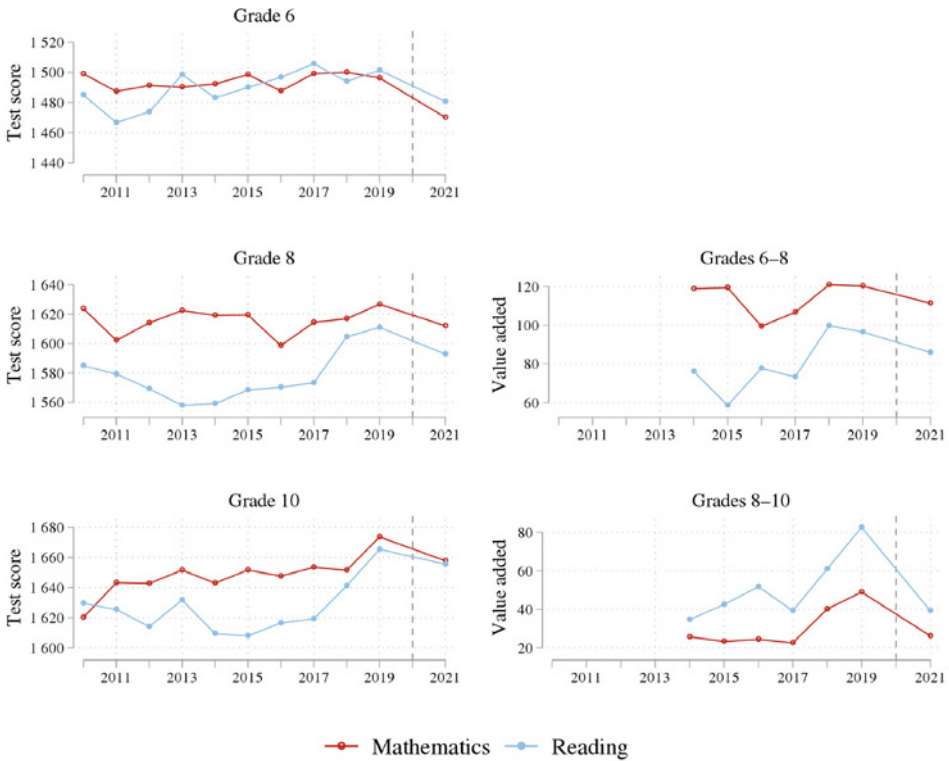 Grade 6
Test score
1 520
1 500
1 480
1 460
1 440
2011 2013 2015 2017 2019 2021
Grade 8
Test score
1 640
1 620
1 600
1 580
1 560
2011 2013 2015 2017 2019 2021
Grades 6–8
Value added
120
100
80
60
2011 2013 2015 2017 2019 2021
Grade 10
Test score
1 680
1 660
1 640
1 620
1 600
2011 2013 2015 2017 2019 2021
Grades 8–10
Value added
80
60
40
20
2011 2013 2015 2017 2019 2021
Mathematics Reading